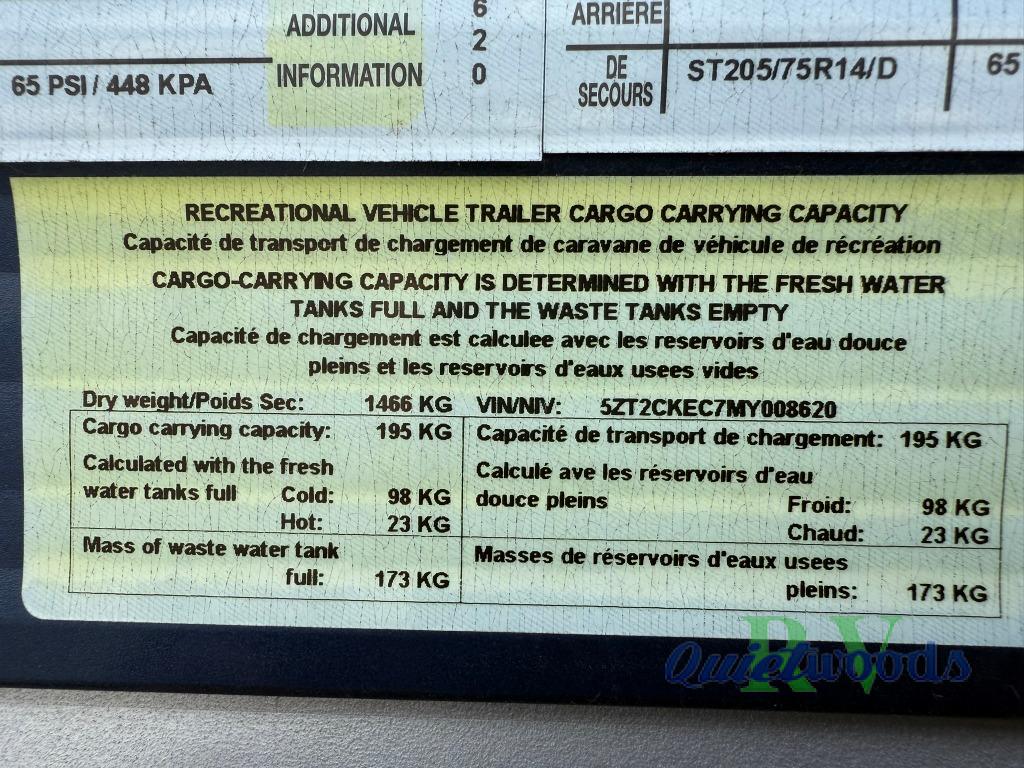 ADDITIONAL
INFORMATION
6
2
0
65 PSI / 448 KPA
ARRIÈRE
DE
SECOURS
ST205/75R14/D
65
RECREATIONAL VEHICLE TRAILER CARGO CARRYING CAPACITY
Capacité de transport de chargement de caravane de véhicule de récréation
CARGO-CARRYING CAPACITY IS DETERMINED WITH THE FRESH WATER
TANKS FULL AND THE WASTE TANKS EMPTY
Capacité de chargement est calculee avec les reservoirs d'eau douce
pleins et les reservoirs d'eaux usees vides
Dry weight/Poids Sec: 1466 KG VIN/NIV: 5ZT2CKEC7MY008620
Cargo carrying capacity: 195 KG
Calculated with the fresh
water tanks full Cold: 98 KG
Hot: 23 KG
Mass of waste water tank
full: 173 KG
Capacité de transport de chargement: 195 KG
Calculé ave les réservoirs d'eau
douce pleins Froid: 98 KG
Chaud: 23 KG
Masses de réservoirs d'eaux usees
pleins: 173 KG
RV
Quietwoods